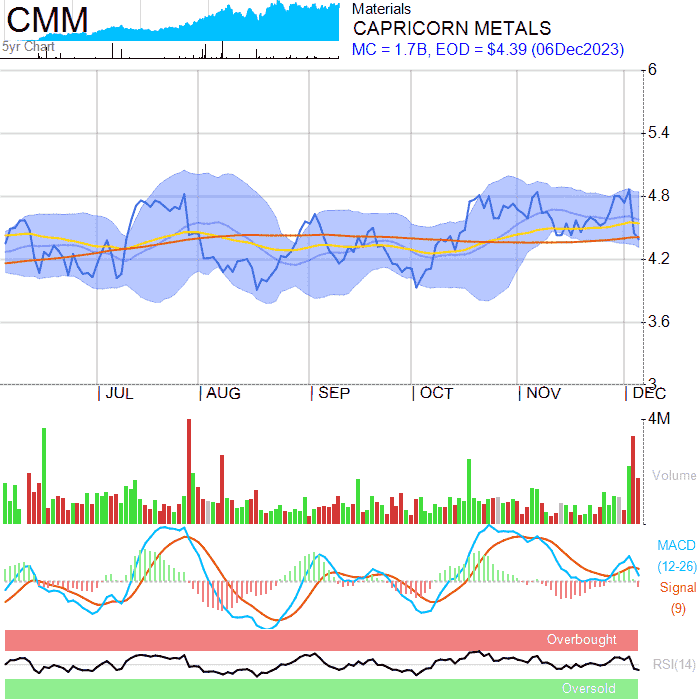 CMM
5yr Chart
Materials
CAPRICORN METALS
MC = 1.7B, EOD = $4.39 (06Dec2023)
6
5.4
4.8
4.2
3.6
3
JUL
AUG
SEP
OCT
NOV
DEC
4M
Volume
MACD
(12-26)
Signal
(9)
Overbought
RSI(14)
Oversold